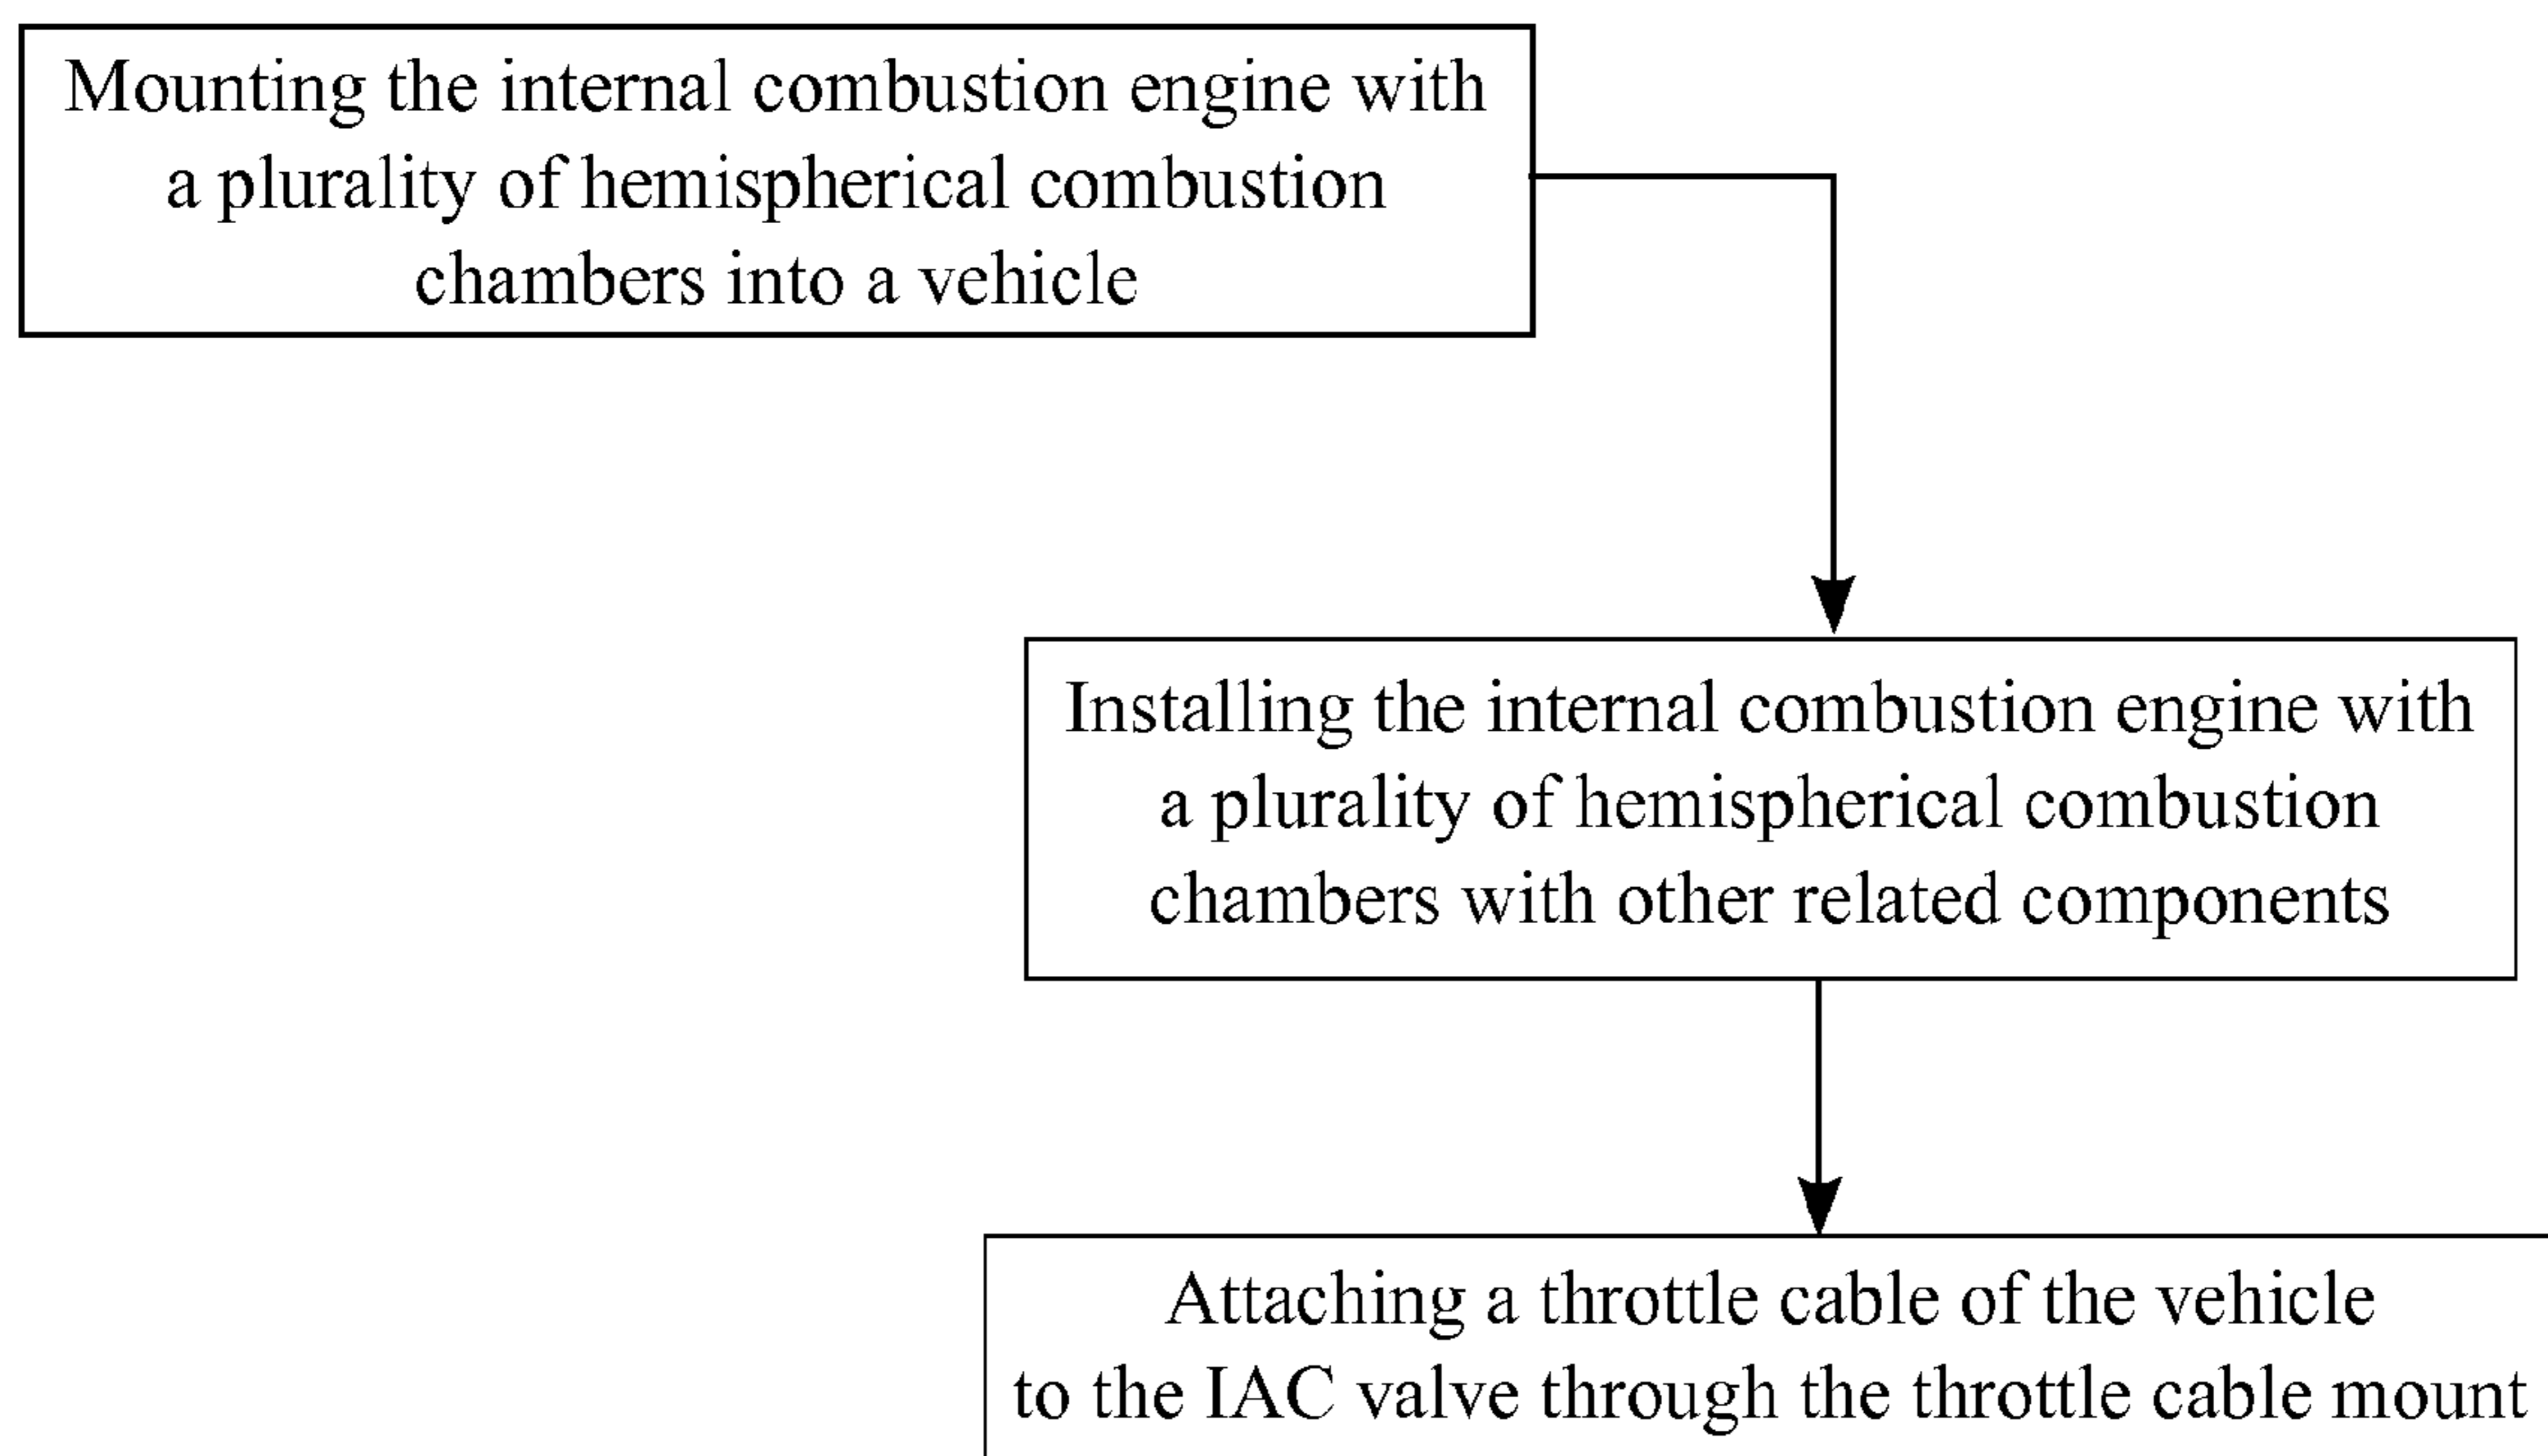 Mounting the internal combustion engine with
a plurality of hemispherical combustion
chambers into a vehicle
Installing the internal combustion engine with
a plurality of hemispherical combustion
chambers with other related components
Attaching a throttle cable of the vehicle
to the IAC valve through the throttle cable mount